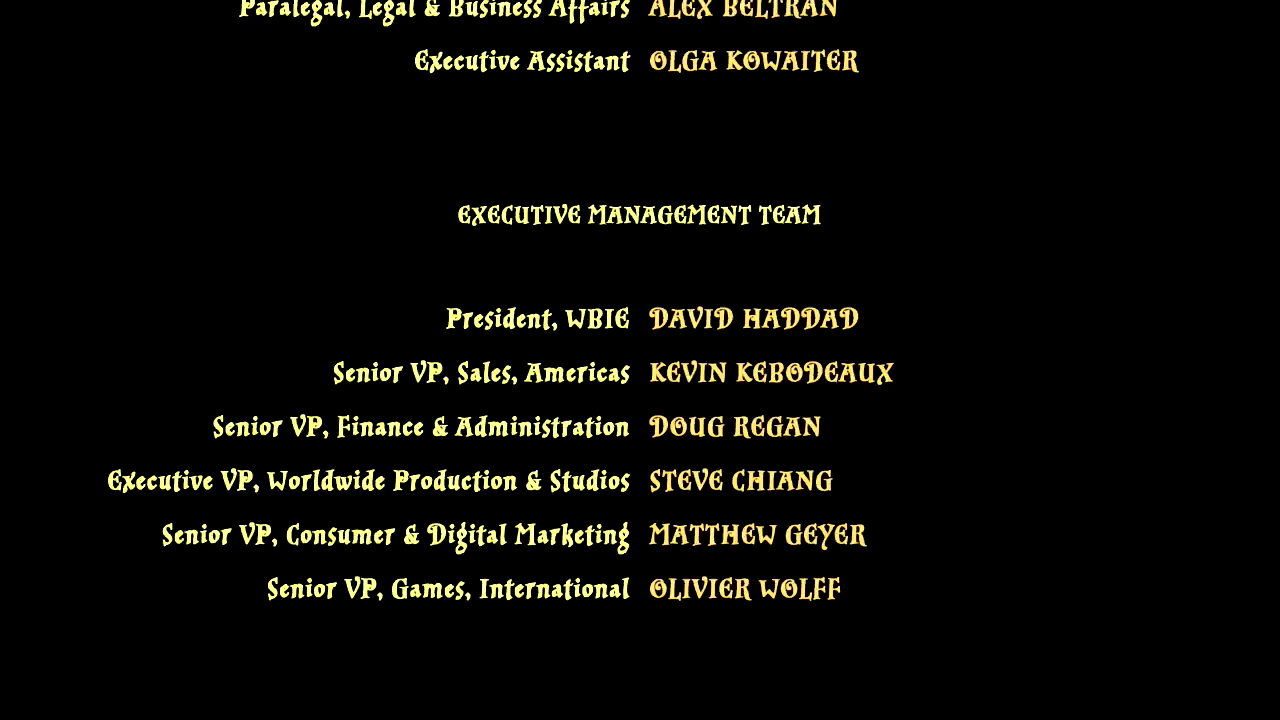 Paralegal, Legal & Business Affairs ALEX BELTRAN
Executive Assistant OLGA KOWAITER
EXECUTIVE MANAGEMENT TEAM
President, WBIE DAVID HADDAD
Senior VP, Sales, Americas KEVIN KEBODEAUX
Senior VP, Finance & Administration DOUG REGAN
Executive VP, Worldwide Production & Studios STEVE CHIANG
Senior VP, Consumer & Digital Marketing MATTHEW GEYER
Senior VP, Games, International OLIVIER WOLFF